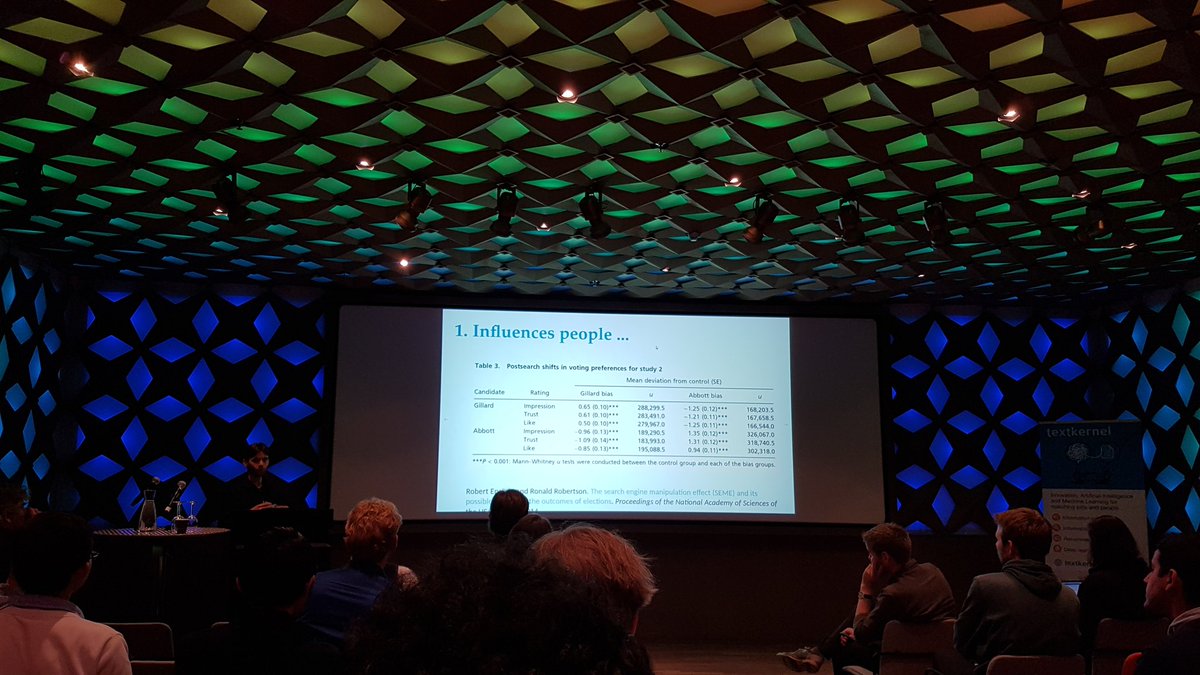 1. Influences people ...
Table 3. Postsearch shifts in voting preferences for study 2
Mean deviation from control (SE)
Candidate Rating Gillard bias u Abbott bias u
Gillard Impression 0.65 (0.10)*** 288,299.5 −1.25 (0.12)*** 168,203.5
Trust 0.61 (0.10)*** 283,491.0 −1.21 (0.11)*** 167,658.5
Like 0.50 (0.10)*** 279,967.0 −1.25 (0.11)*** 166,544.0
Abbott Impression −0.96 (0.13)*** 189,290.5 1.35 (0.12)*** 326,067.0
Trust −1.09 (0.14)*** 183,993.0 1.31 (0.12)*** 318,740.5
Like −0.85 (0.13)*** 195,088.5 0.94 (0.11)*** 302,318.0
***P < 0.001: Mann-Whitney u tests were conducted between the control group and each of the bias groups.
Robert and Ronald Robertson. The search engine manipulation effect (SEME) and its
the outcomes of elections. Proceedings of the National Academy of Sciences of
textkernel
Innovation, Artificial Intelligence
and Machine Learning for
matching jobs and people